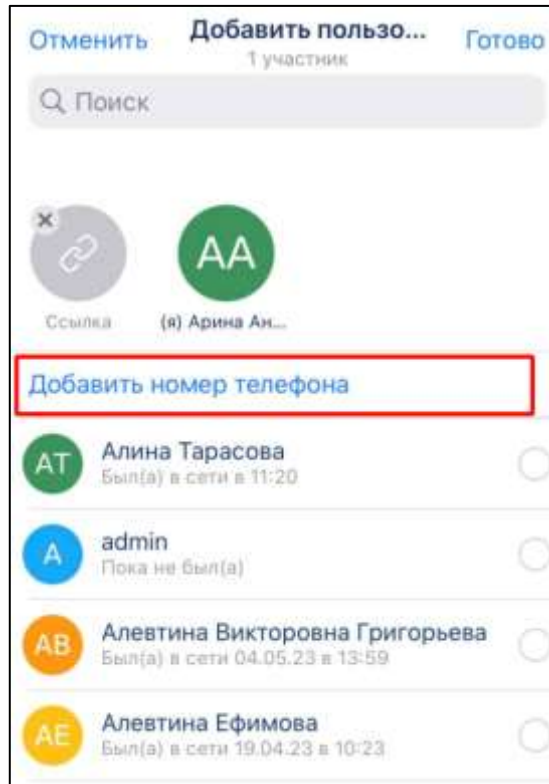 Отменить Добавить пользо... Готово
1 участник
Поиск
АА
Ссылка (я) Арина Ан...
Добавить номер телефона
АТ Алина Тарасова
Был(а) в сети в 11:20
A admin
Пока не был(а)
АВ Алевтина Викторовна Григорьева
Был(а) в сети 04.05.23 в 13:59
АЕ Алевтина Ефимова
Был(а) в сети 19.04.23 в 10:23